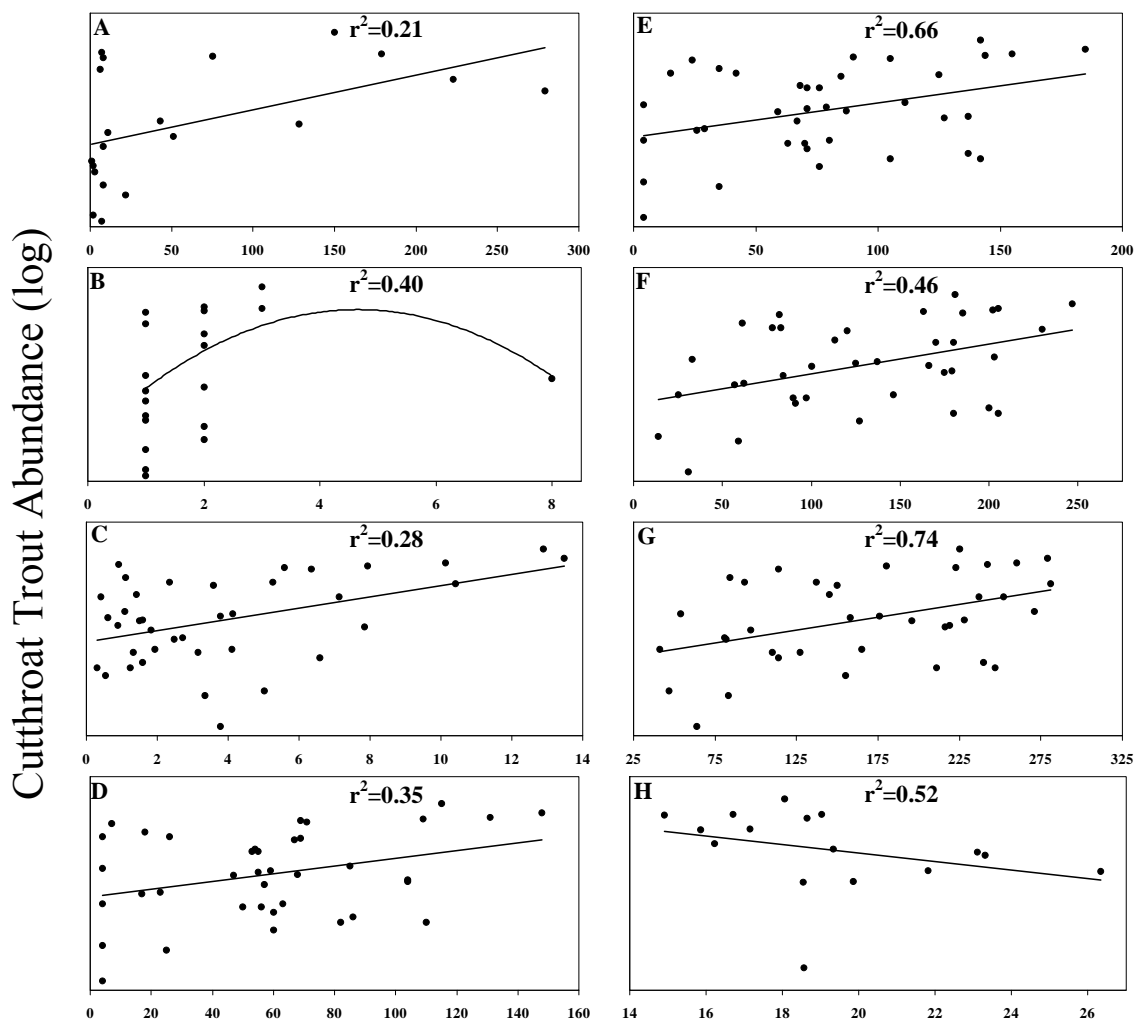 Cutthroat Trout Abundance (log)
A
r²=0.21
0 50 100 150 200 250 300
B
r²=0.40
0 2 4 6 8
C
r²=0.28
0 2 4 6 8 10 12 14
D
r²=0.35
0 20 40 60 80 100 120 140 160
E
r²=0.66
0 50 100 150 200
F
r²=0.46
0 50 100 150 200 250
G
r²=0.74
25 75 125 175 225 275 325
H
r²=0.52
14 16 18 20 22 24 26